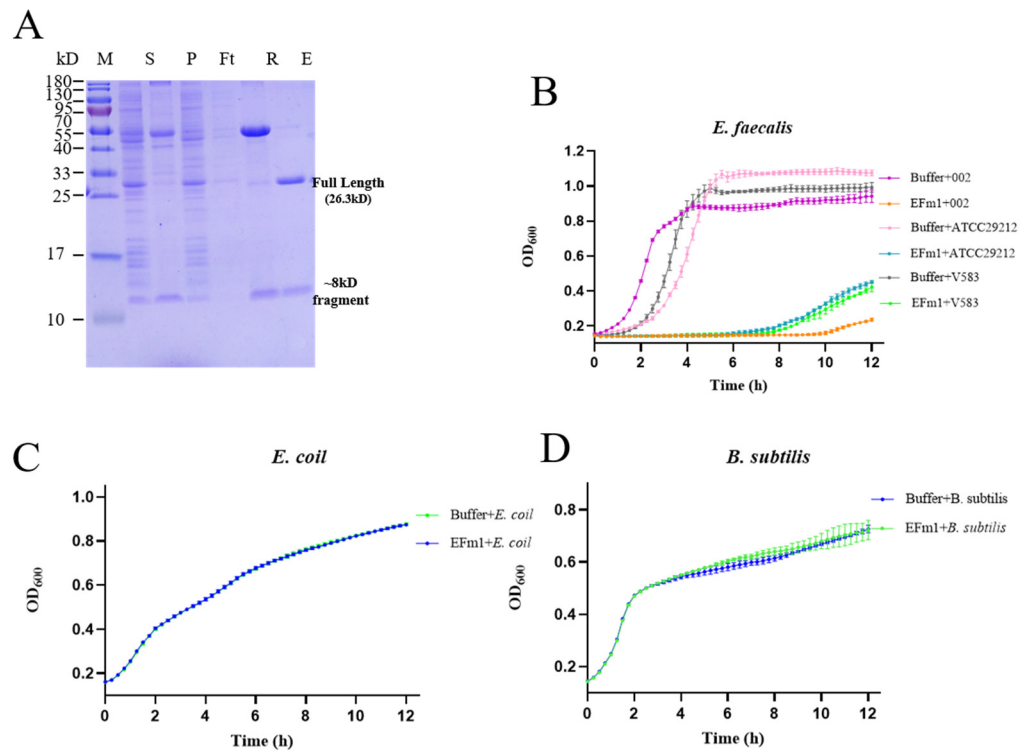 A
kD M S P Ft R E
180
130
95
70
55
40
33
25
17
10
Full Length
(26.3kD)
~8kD
fragment
B
E. faecalis
OD600
1.2
1.0
0.8
0.6
0.4
0.2
0 2 4 6 8 10 12
Time (h)
Buffer+002
EFm1+002
Buffer+ATCC29212
EFm1+ATCC29212
Buffer+V583
EFm1+V583
C
E. coil
OD600
1.0
0.8
0.6
0.4
0.2
0 2 4 6 8 10 12
Time (h)
Buffer+E. coil
EFm1+E. coil
D
B. subtilis
OD600
0.8
0.6
0.4
0.2
0 2 4 6 8 10 12
Time (h)
Buffer+B. subtilis
EFm1+B. subtilis